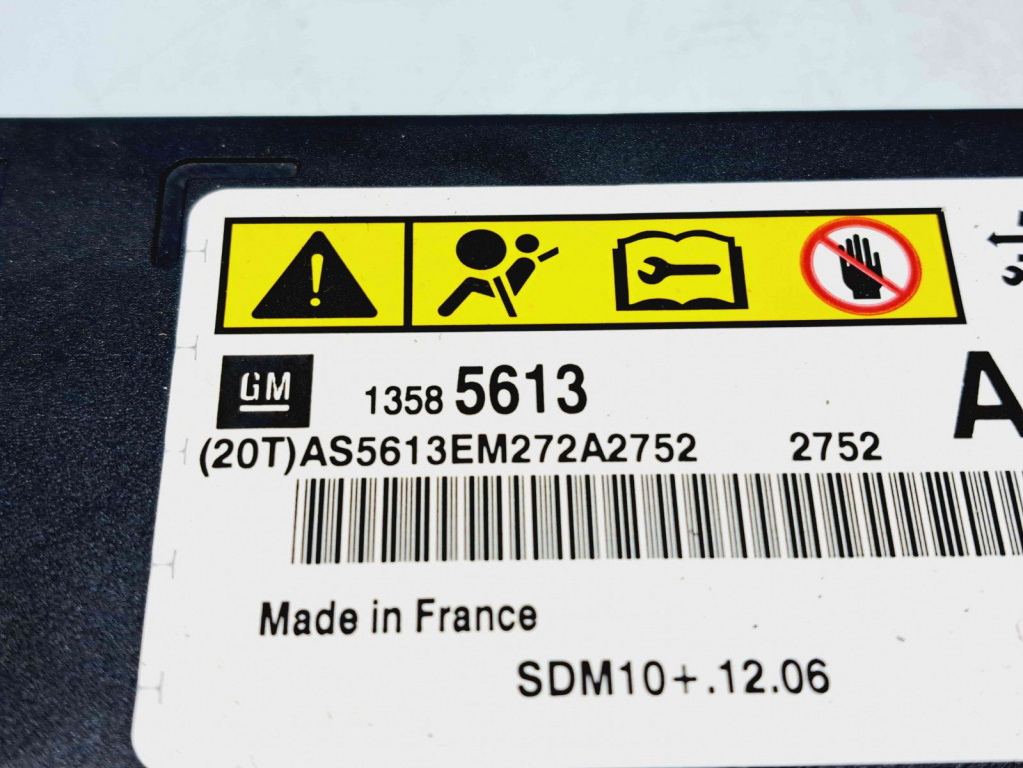 GM
1358 5613
A
(20T)AS5613EM272A2752 2752
Made in France
SDM10+.12.06